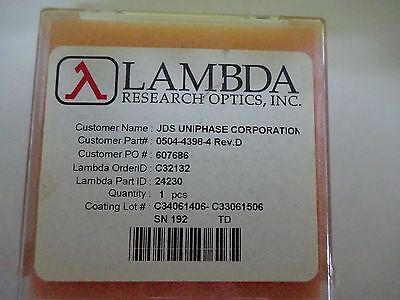 λ LAMBDA
RESEARCH OPTICS, INC.
Customer Name : JDS UNIPHASE CORPORATION
Customer Part# : 0504-4398-4 Rev.D
Customer PO # : 607686
Lambda OrderID : C32132
Lambda Part ID : 24230
Quantity : 1 pcs
Coating Lot # : C34061406- C33061506
SN 192 TD